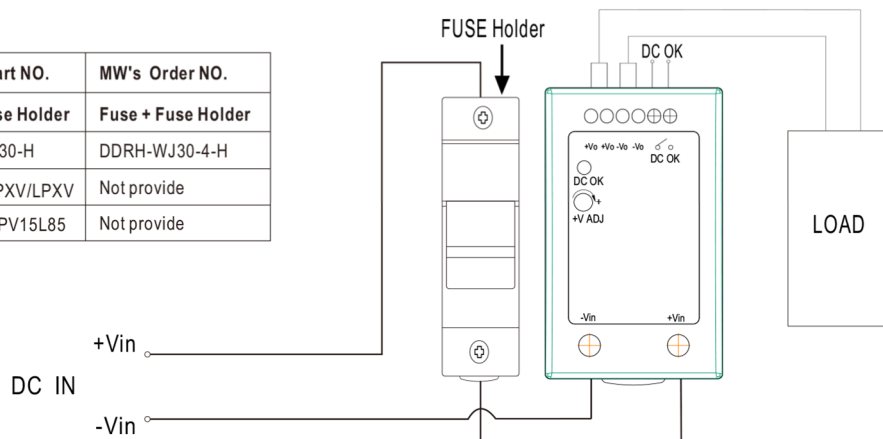 FUSE Holder
DC OK
art NO. MW's Order NO.
se Holder Fuse + Fuse Holder
30-H DDRH-WJ30-4-H
PXV/LPXV Not provide
PV15L85 Not provide
+Vo +Vo -Vo -Vo
DC OK
DC OK
+
+V ADJ
LOAD
-Vin +Vin
+Vin
DC IN
-Vin